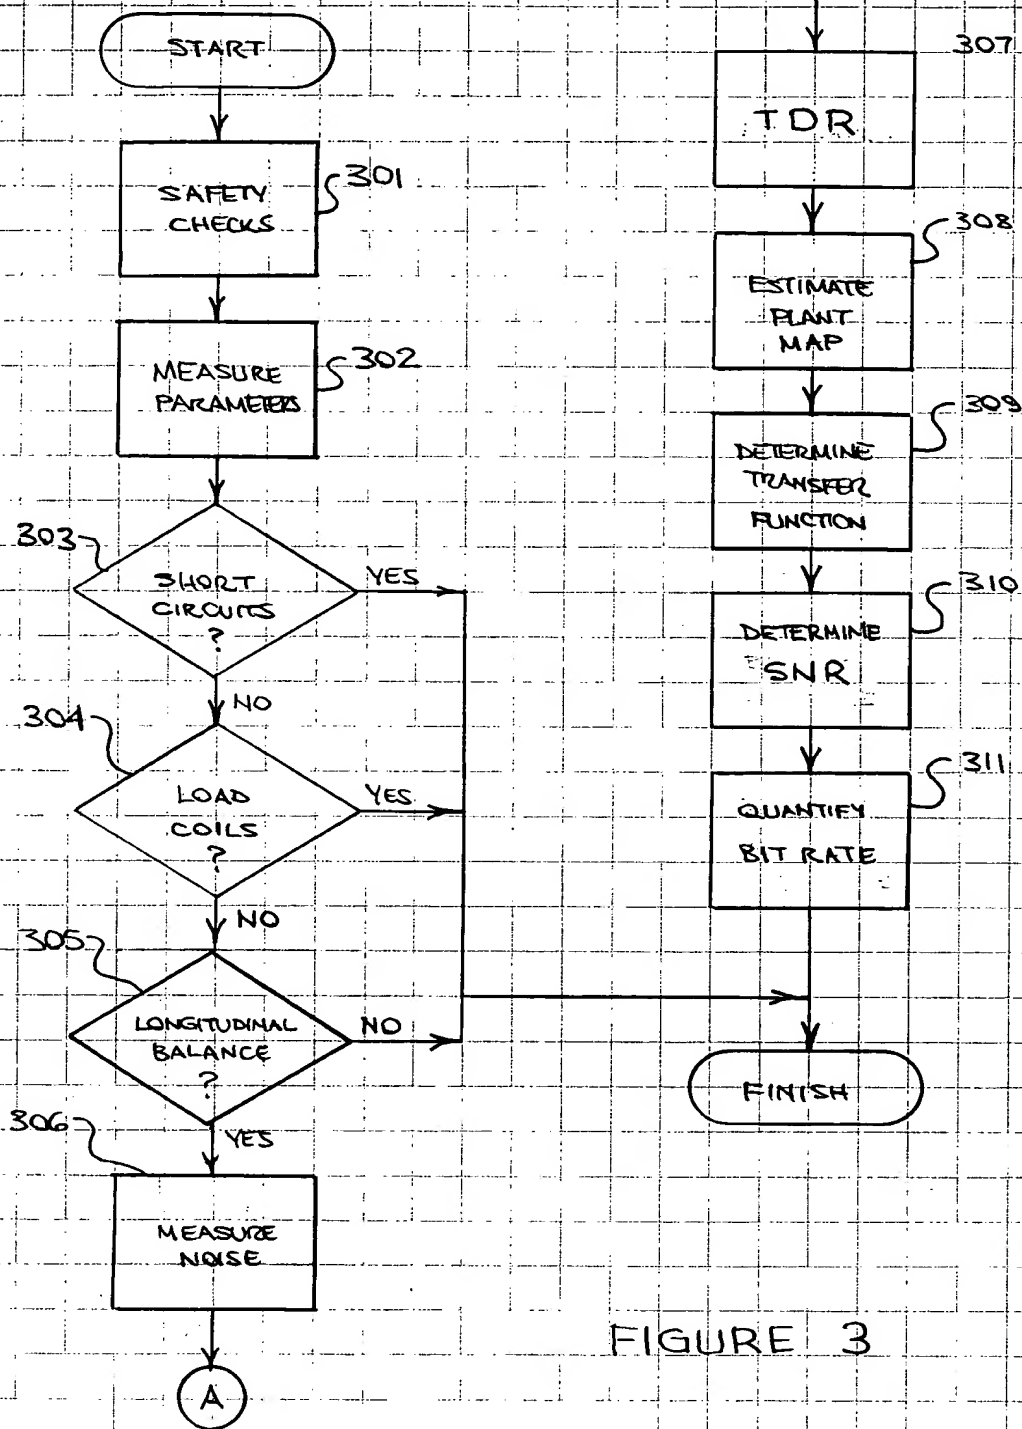 START
SAFETY
CHECKS
301
MEASURE
PARAMETERS
302
303
SHORT
CIRCUITS
?
YES
NO
304
LOAD
COILS
?
YES
NO
305
LONGITUDINAL
BALANCE
?
NO
YES
306
MEASURE
NOISE
A
307
TDR
308
ESTIMATE
PLANT
MAP
309
DETERMINE
TRANSFER
FUNCTION
310
DETERMINE
SNR
311
QUANTIFY
BIT RATE
FINISH
FIGURE 3